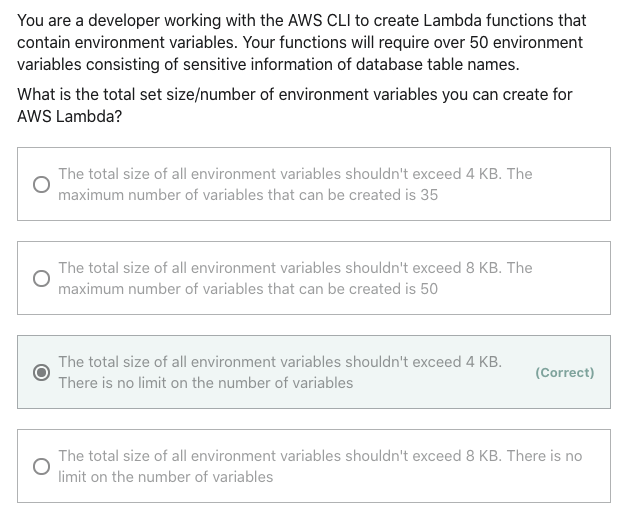 You are a developer working with the AWS CLI to create Lambda functions that
contain environment variables. Your functions will require over 50 environment
variables consisting of sensitive information of database table names.
What is the total set size/number of environment variables you can create for
AWS Lambda?
The total size of all environment variables shouldn't exceed 4 KB. The
maximum number of variables that can be created is 35
The total size of all environment variables shouldn't exceed 8 KB. The
maximum number of variables that can be created is 50
The total size of all environment variables shouldn't exceed 4 KB.
There is no limit on the number of variables
(Correct)
The total size of all environment variables shouldn't exceed 8 KB. There is no
limit on the number of variables